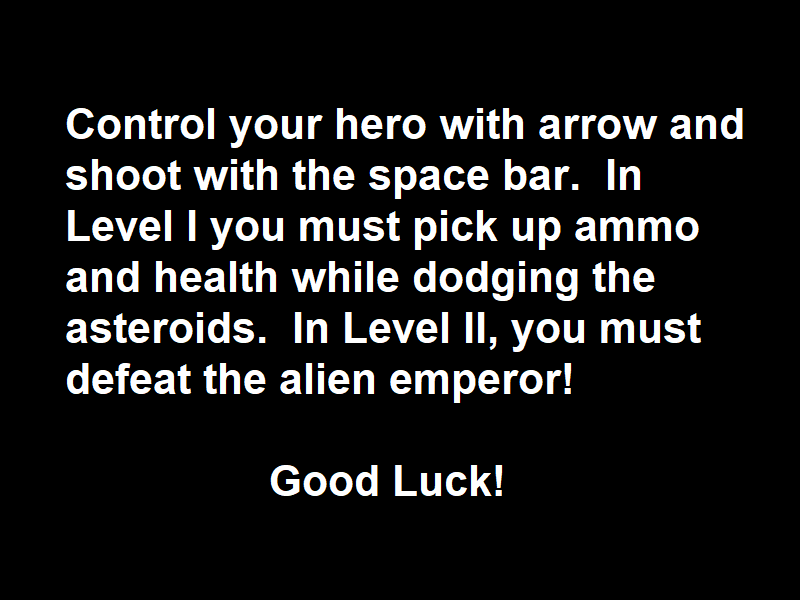 Control your hero with arrow and
shoot with the space bar.  In
Level I you must pick up ammo
and health while dodging the
asteroids.  In Level II, you must
defeat the alien emperor!
Good Luck!